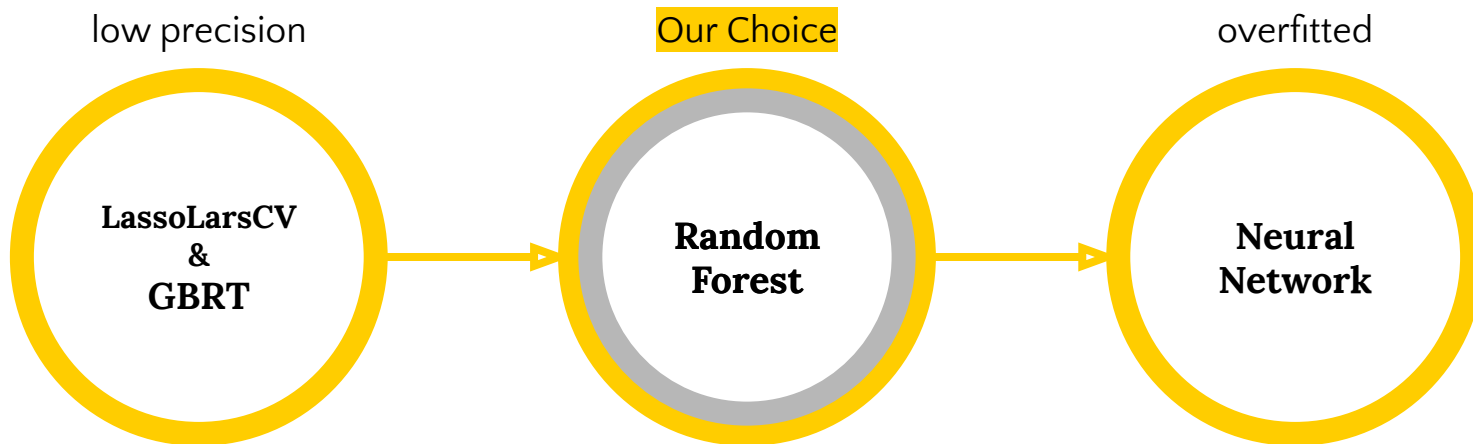 low precision
Our Choice
overfitted
LassoLarsCV
&
GBRT
Random
Forest
Neural
Network